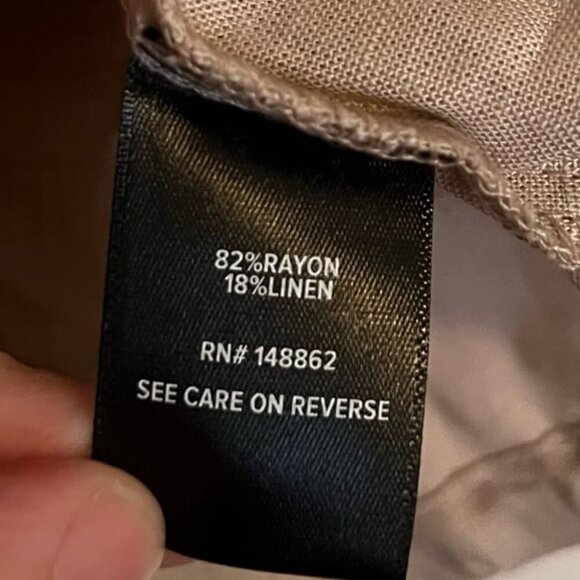 82%RAYON
18%LINEN
RN# 148862
SEE CARE ON REVERSE